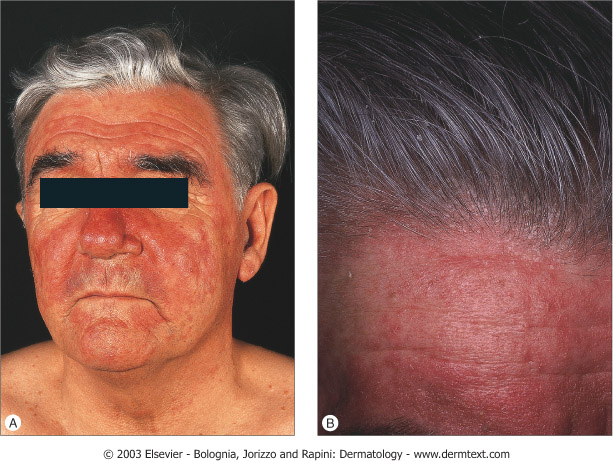 A
B
© 2003 Elsevier - Bolognia, Jorizzo and Rapini: Dermatology - www.dermtext.com